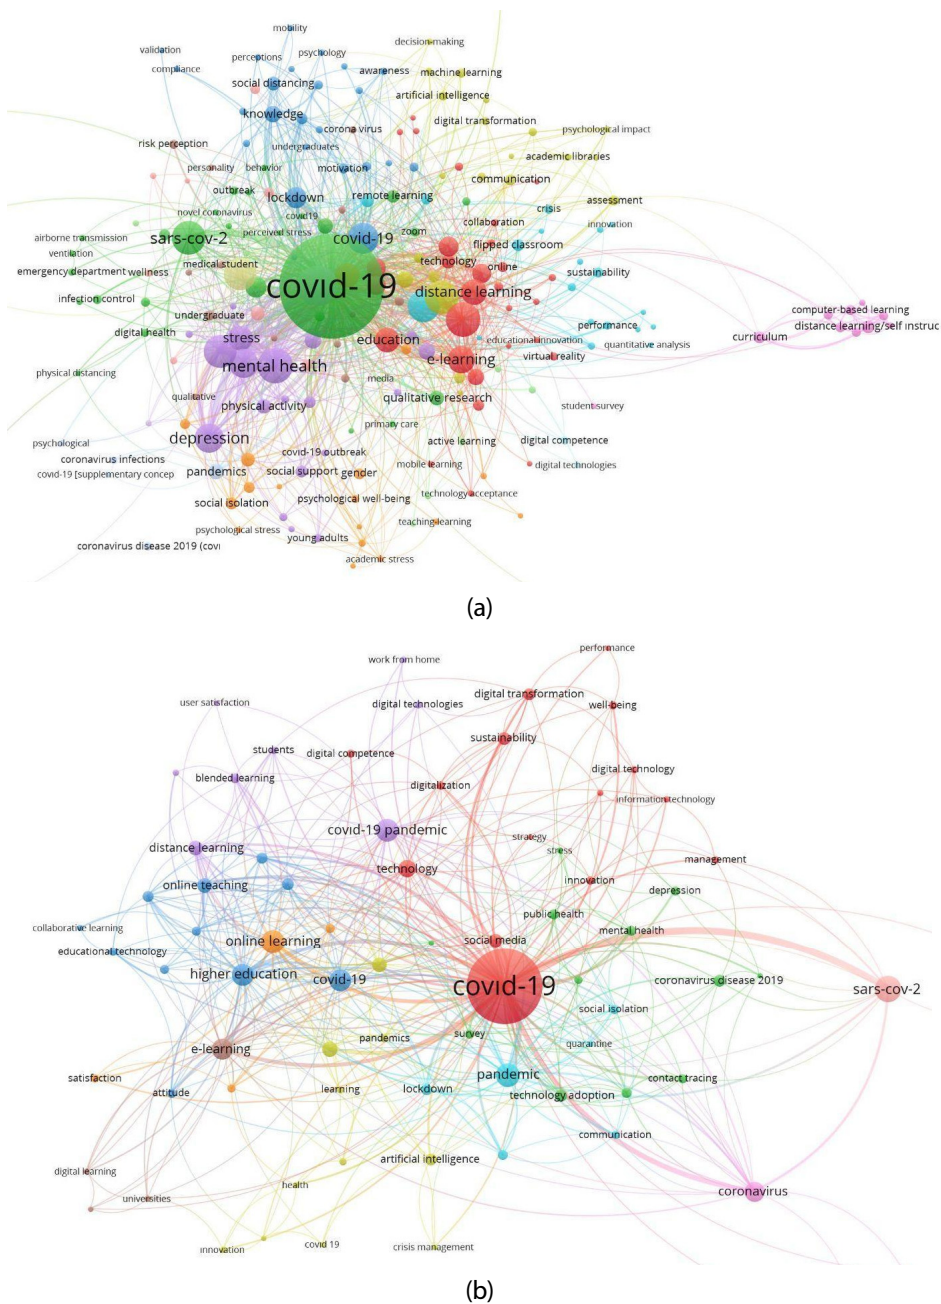 mobility
decision-making
validation
perceptions
psychology
compliance
awareness
machine learning
social distancing
artificial intelligence
knowledge
digital transformation
corona virus
psychological impact
risk perception
undergraduates
academic libraries
personality
behavior
motivation
communication
outbreak
lockdown
remote learning
assessment
novel coronavirus
covid19
crisis
collaboration
innovation
airborne transmission
sars-cov-2
perceived stress
covid-19
zoom
flipped classroom
ventilation
medical student
technology
online
emergency department
wellness
sustainability
covıd-19
distance learning
infection control
computer-based learning
undergraduate
performance
distance learning/self instruc
digital health
stress
education
educational innovation
curriculum
quantitative analysis
e-learning
virtual reality
mental health
physical distancing
media
qualitative
qualitative research
physical activity
student survey
primary care
psychological
depression
active learning
digital competence
covid-19 outbreak
coronavirus infections
mobile learning
digital technologies
covid-19 [supplementary concep
pandemics
social support
gender
technology acceptance
social isolation
psychological well-being
psychological stress
teaching-learning
young adults
coronavirus disease 2019 (covi
academic stress
(a)
performance
work from home
digital transformation
user satisfaction
digital technologies
well-being
sustainability
students
digital competence
blended learning
digitalization
digital technology
information technology
covıd-19 pandemic
strategy
distance learning
stress
technology
management
online teaching
innovation
depression
public health
collaborative learning
mental health
online learning
social media
educational technology
higher education
covid-19
covıd-19
coronavirus disease 2019
sars-cov-2
social isolation
survey
pandemics
quarantine
e-learning
satisfaction
pandemic
contact tracing
attitude
learning
lockdown
technology adoption
communication
artificial intelligence
digital learning
health
coronavirus
universities
innovation
covid 19
crisis management
(b)